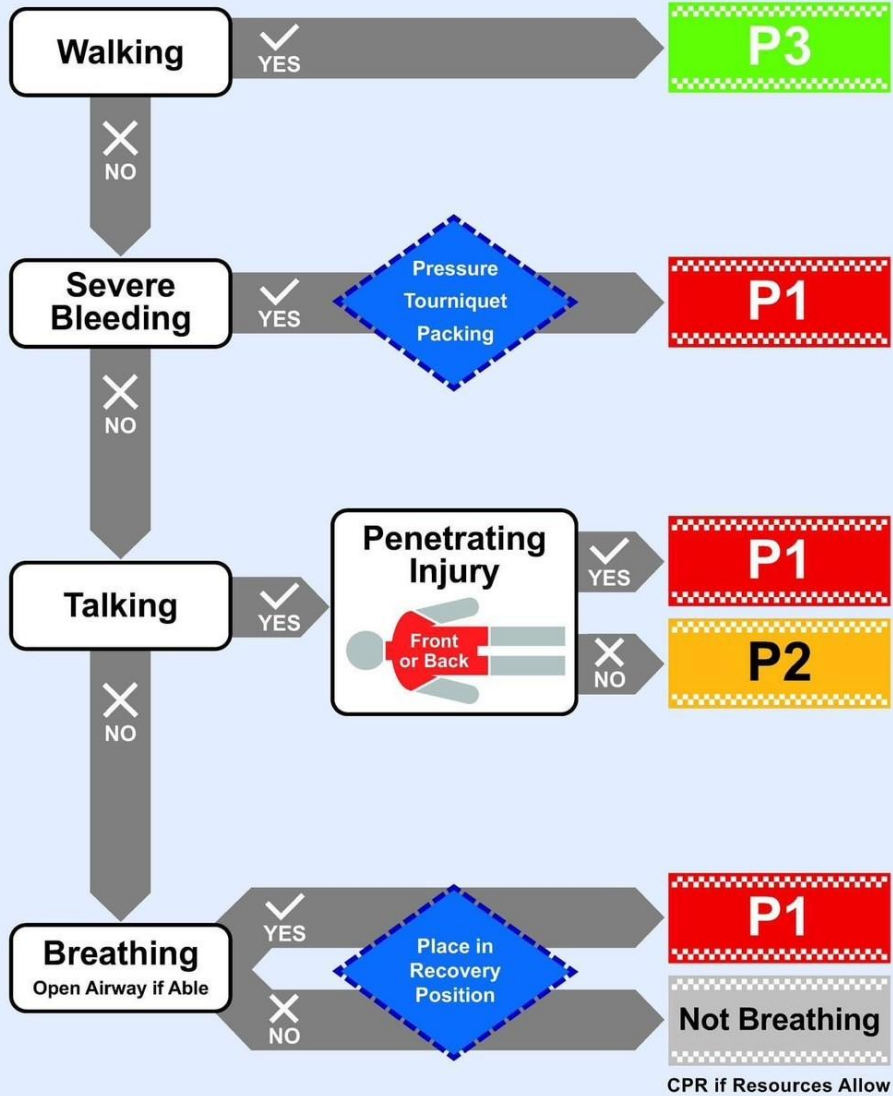 Walking
YES
P3
NO
Severe
Bleeding
YES
Pressure
Tourniquet
Packing
P1
NO
Talking
YES
Penetrating
Injury
Front
or Back
YES
P1
NO
P2
NO
Breathing
Open Airway if Able
YES
Place in
Recovery
Position
P1
NO
Not Breathing
CPR if Resources Allow